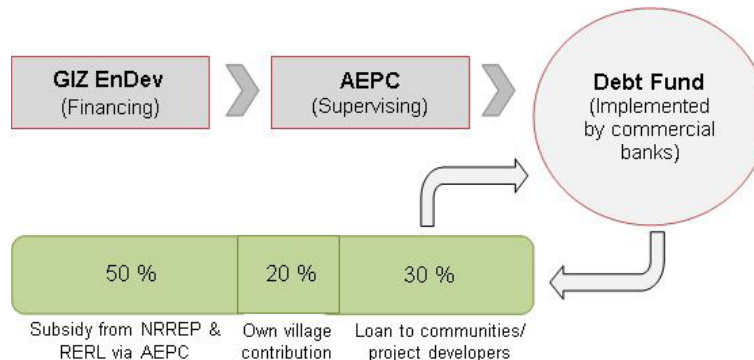 GIZ EnDev
(Financing)
AEPC
(Supervising)
Debt Fund
(Implemented
by commercial
banks)
50 %
20 %
30 %
Subsidy from NRREP &
RERL via AEPC
Own village
contribution
Loan to communities/
project developers